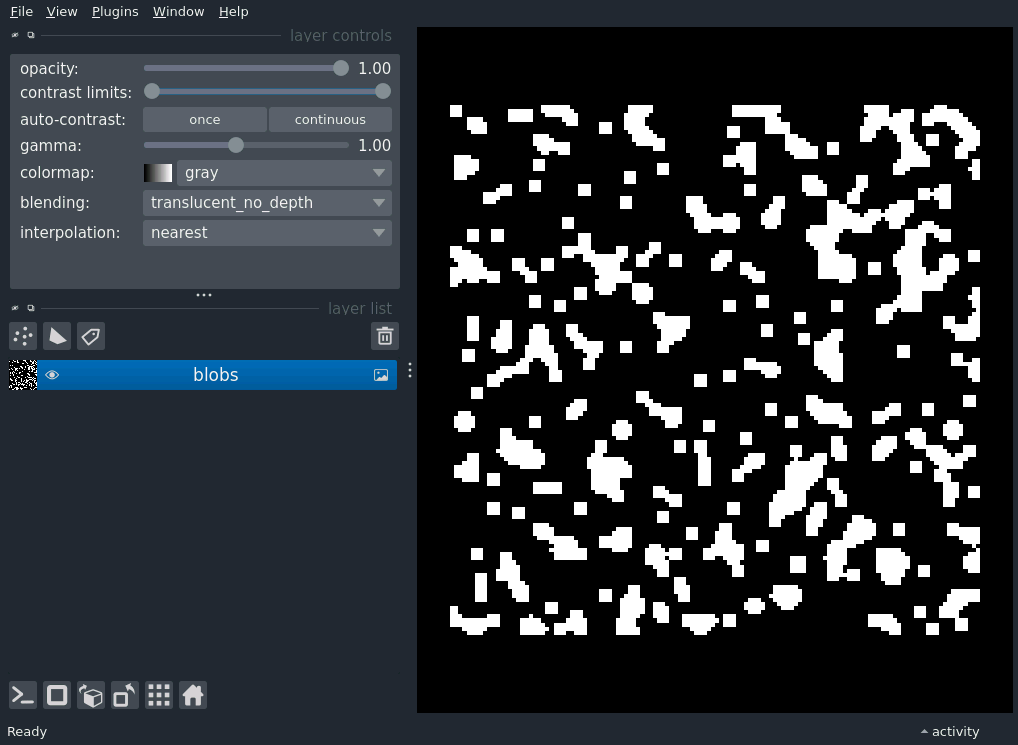 File View Plugins Window Help
layer controls
opacity: 1.00
contrast limits:
auto-contrast: once continuous
gamma: 1.00
colormap: gray
blending: translucent_no_depth
interpolation: nearest
layer list
blobs
Ready
activity